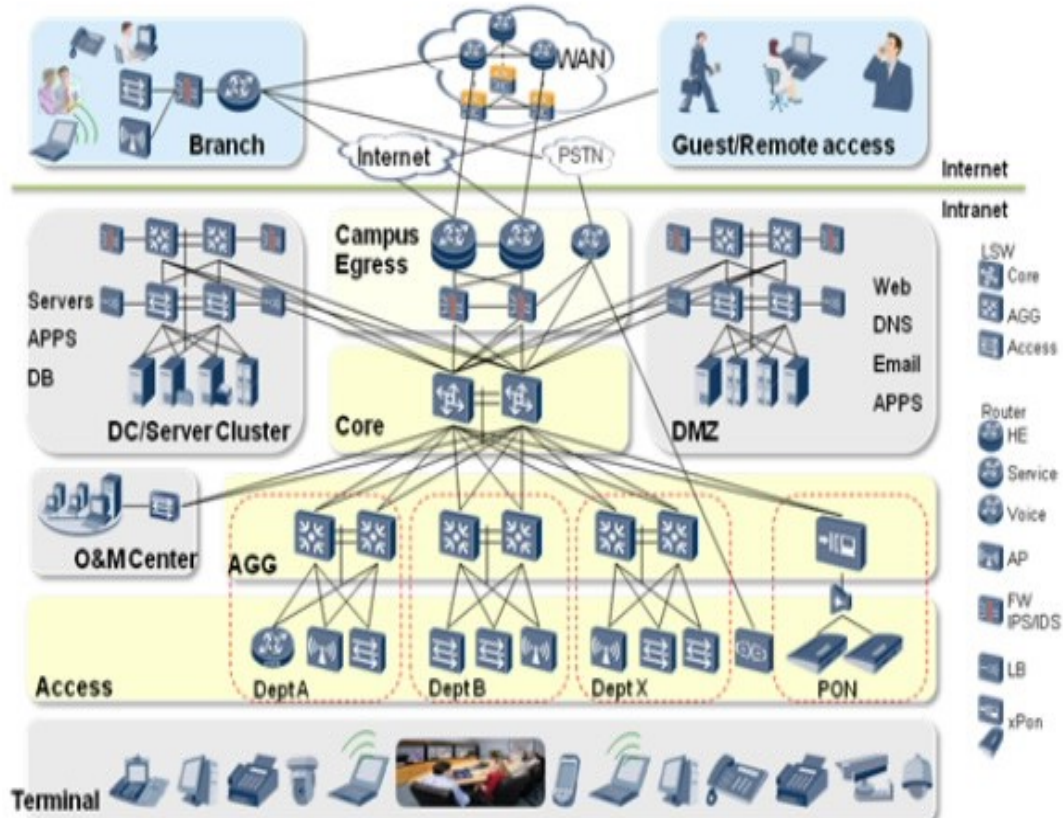 WAN
Branch
Internet
PSTN
Guest/Remote access
Internet
Intranet
Campus
Egress
Servers
APPS
DB
DC/Server Cluster
Core
Web
DNS
Email
APPS
DMZ
LSW
Core
AGG
Access
Router
HE
Service
Voice
AP
FW
IPS/IDS
LB
xPon
O&M Center
AGG
Access
Dept A
Dept B
Dept X
PON
Terminal